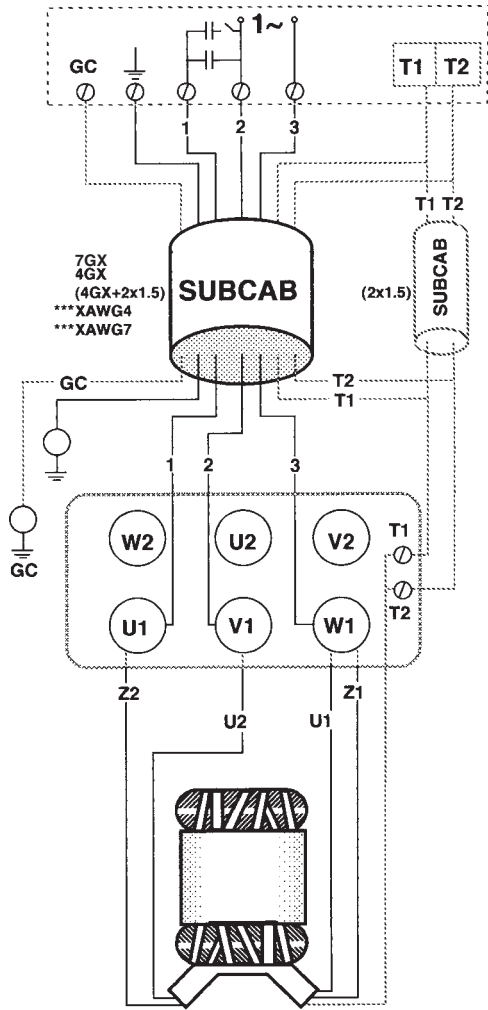 1~
GC
T1 T2
1 2 3
T1 T2
7GX
4GX
(4GX+2x1.5)
***XAWG4
***XAWG7
SUBCAB
(2x1.5)
SUBCAB
GC
T2
T1
1 2 3
GC
W2 U2 V2
T1
U1 V1 W1
T2
Z2 U2 U1 Z1